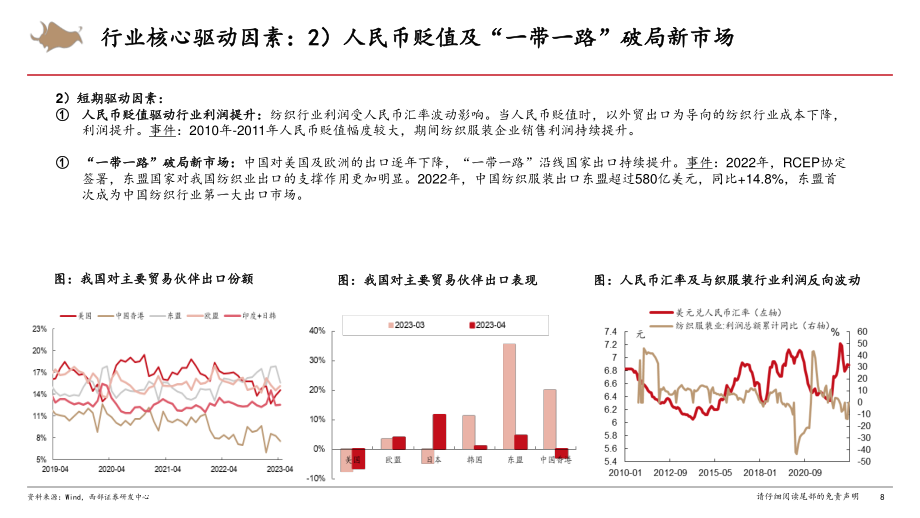 行业核心驱动因素：2）人民币贬值及“一带一路”破局新市场
2）短期驱动因素：
① 人民币贬值驱动行业利润提升：纺织行业利润受人民币汇率波动影响。当人民币贬值时，以外贸出口为导向的纺织行业成本下降，
利润提升。事件：2010年-2011年人民币贬值幅度较大，期间纺织服装企业销售利润持续提升。
① “一带一路”破局新市场：中国对美国及欧洲的出口逐年下降，“一带一路”沿线国家出口持续提升。事件：2022年，RCEP协定
签署，东盟国家对我国纺织业出口的支撑作用更加明显。2022年，中国纺织服装出口东盟超过580亿美元，同比+14.8%，东盟首
次成为中国纺织行业第一大出口市场。
图：我国对主要贸易伙伴出口份额
美国 中国香港 东盟 欧盟 印度+日韩
23%
20%
17%
14%
11%
8%
5%
2019-04 2020-04 2021-04 2022-04 2023-04
图：我国对主要贸易伙伴出口表现
2023-03 2023-04
40%
30%
20%
10%
0%
-10%
美国 欧盟 日本 韩国 东盟 中国香港
图：人民币汇率及与织服装行业利润反向波动
美元兑人民币汇率（左轴）
纺织服装业:利润总额累计同比（右轴）
元
%
7.4
7.2
7.0
6.8
6.6
6.4
6.2
6
5.8
5.6
5.4
60
50
40
30
20
10
0
-10
-20
-30
-40
-50
2010-01 2012-09 2015-05 2018-01 2020-09
资料来源：Wind，西部证券研发中心
请仔细阅读尾部的免责声明
8